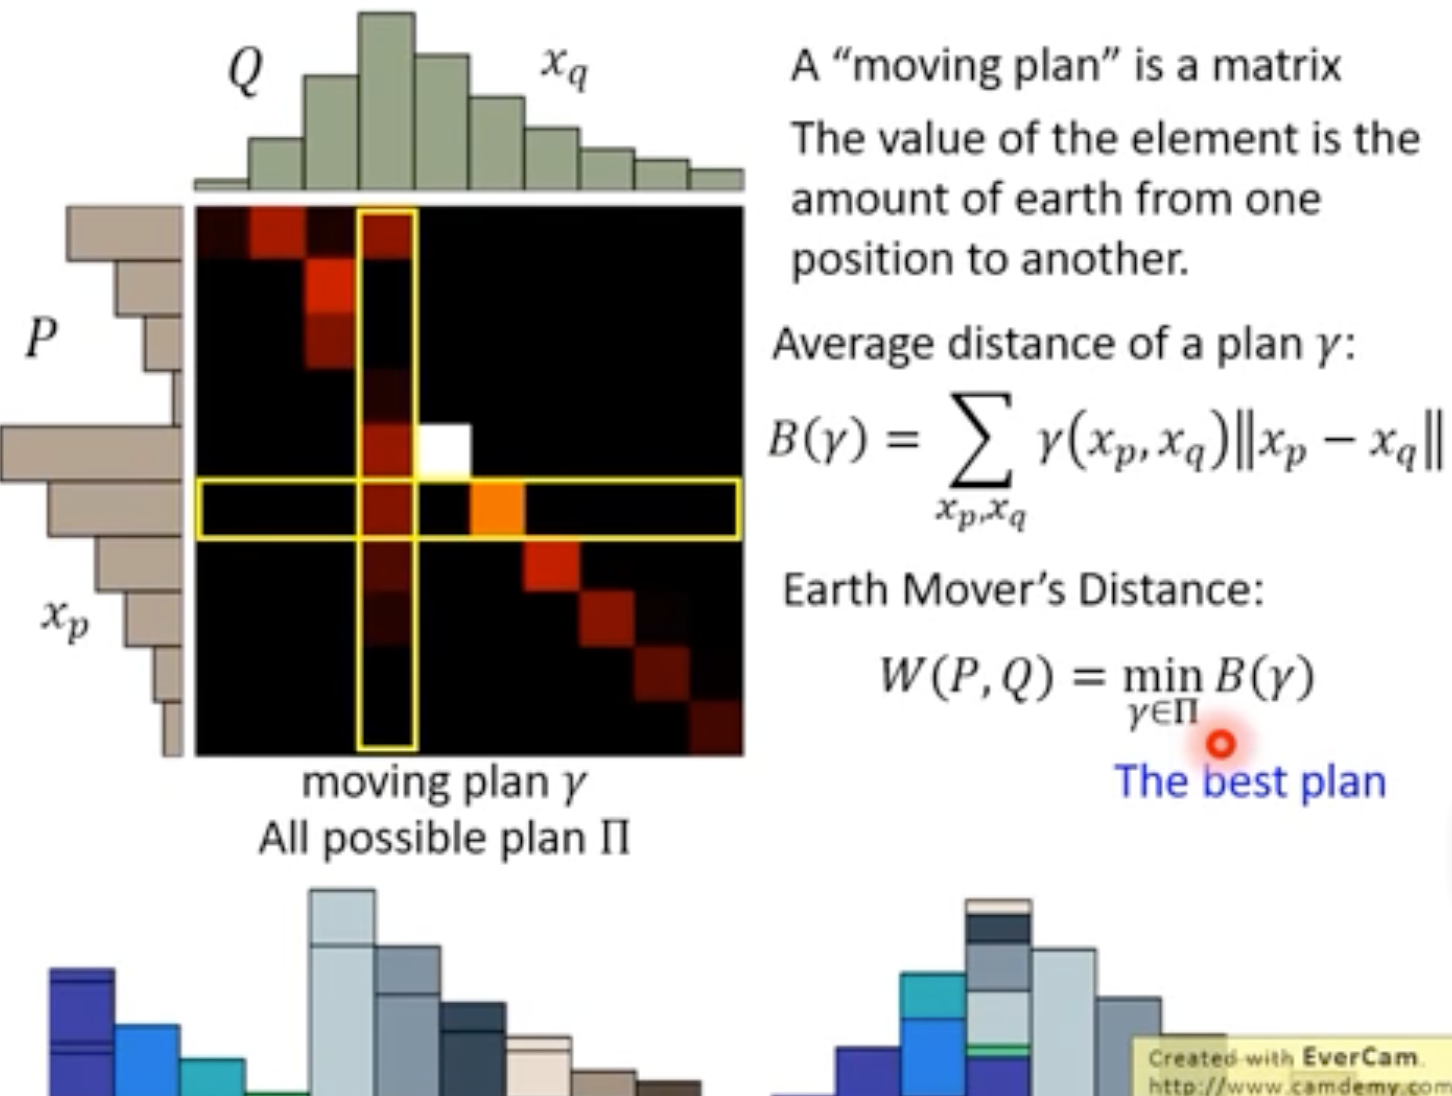 Q
x_q
A “moving plan” is a matrix
The value of the element is the
amount of earth from one
position to another.
P
x_p
Average distance of a plan γ:
B(γ) = ∑_{x_p,x_q} γ(x_p, x_q)‖x_p − x_q‖
Earth Mover’s Distance:
W(P, Q) = min_{γ∈Π} B(γ)
The best plan
moving plan γ
All possible plan Π
Created with EverCam.
http://www.camdemy.com